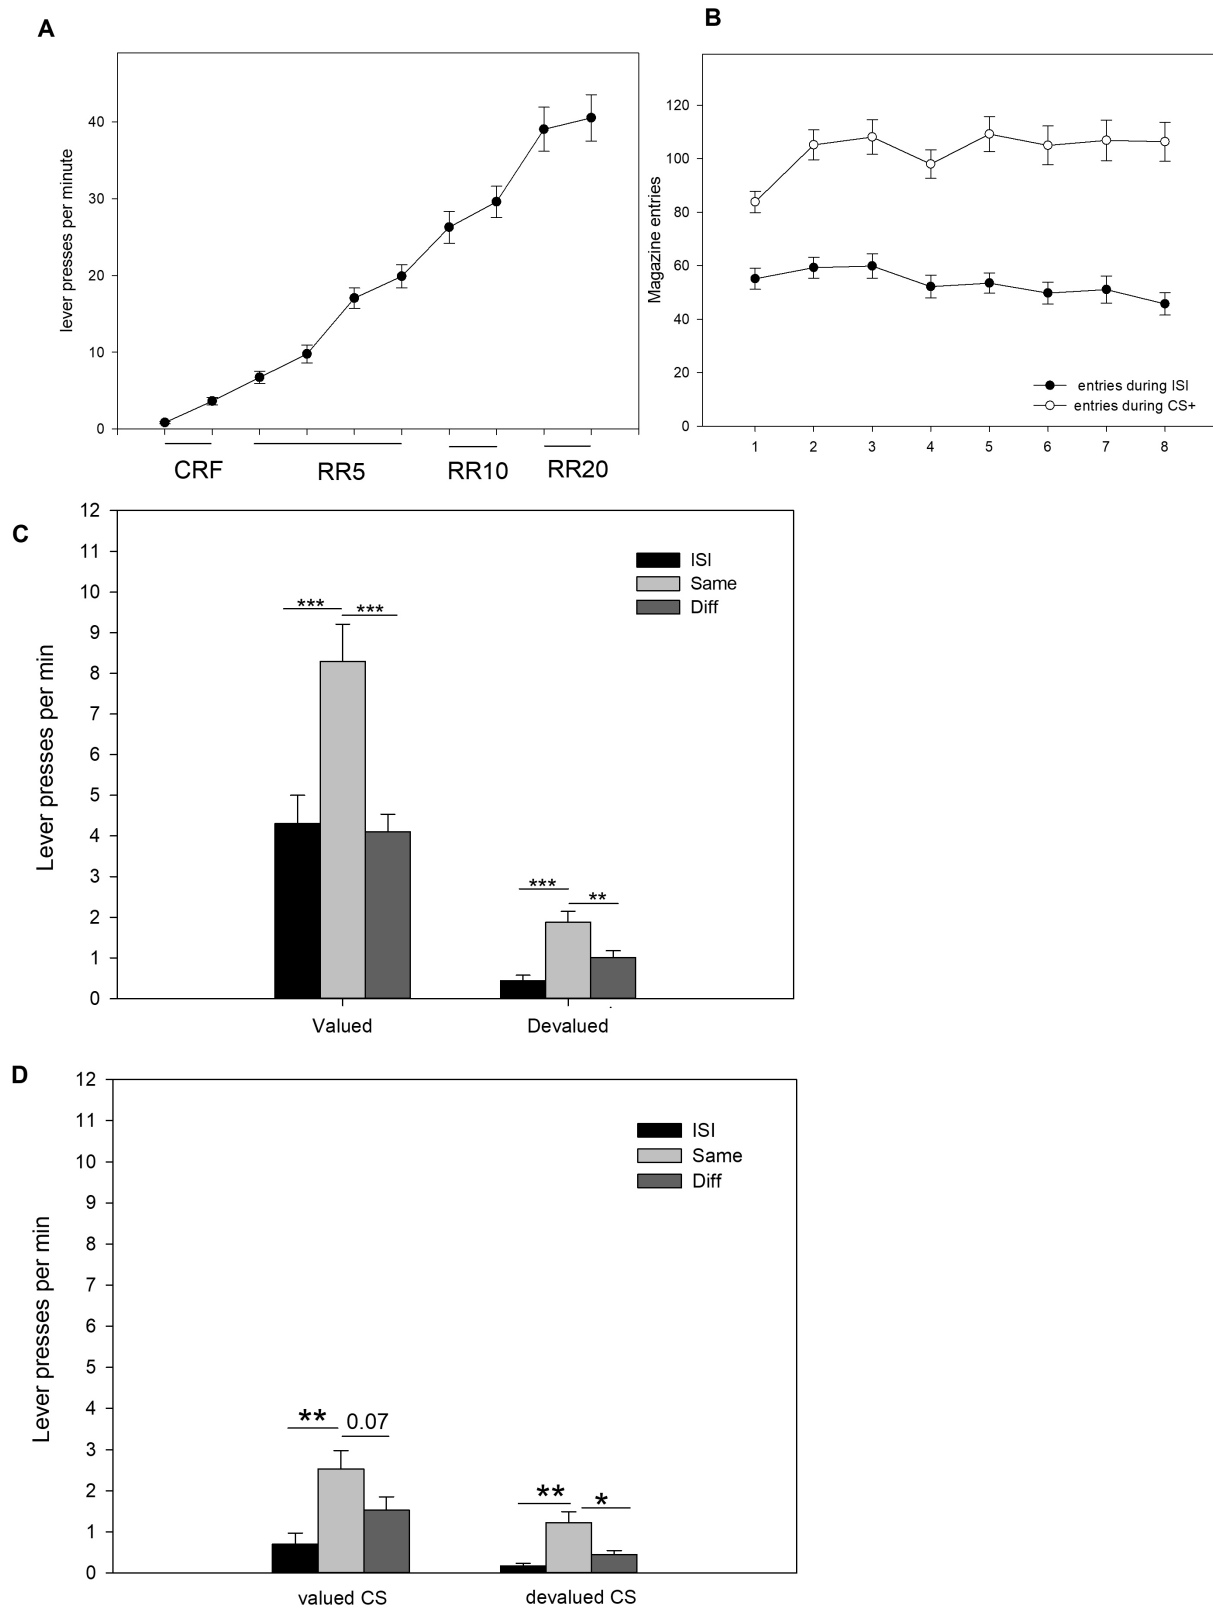 A
lever presses per minute
40
30
20
10
0
CRF
RR5
RR10
RR20
B
Magazine entries
120
100
80
60
40
20
0
entries during ISI
entries during CS+
1 2 3 4 5 6 7 8
C
Lever presses per min
12
11
10
9
8
7
6
5
4
3
2
1
0
ISI
Same
Diff
*** ***
*** **
Valued Devalued
D
Lever presses per min
12
11
10
9
8
7
6
5
4
3
2
1
0
ISI
Same
Diff
** 0.07
** *
valued CS devalued CS